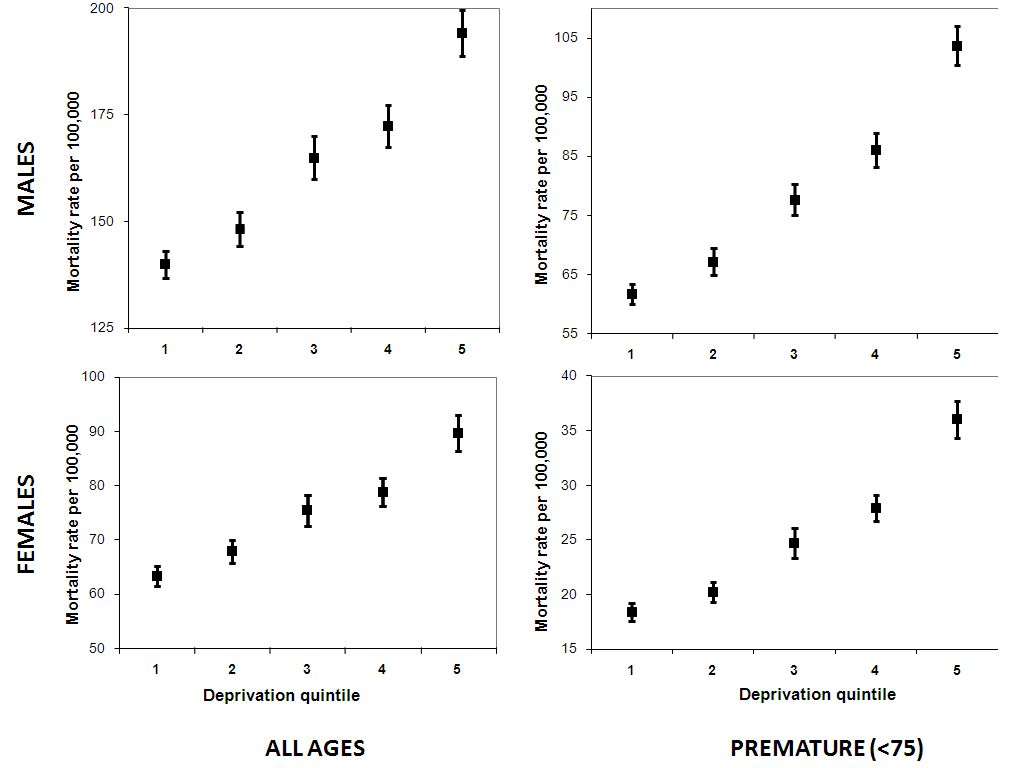 MALES
Mortality rate per 100,000
200
175
150
125
1 2 3 4 5
Mortality rate per 100,000
105
95
85
75
65
55
1 2 3 4 5
FEMALES
Mortality rate per 100,000
100
90
80
70
60
50
1 2 3 4 5
Deprivation quintile
Mortality rate per 100,000
40
35
30
25
20
15
1 2 3 4 5
Deprivation quintile
ALL AGES
PREMATURE (<75)